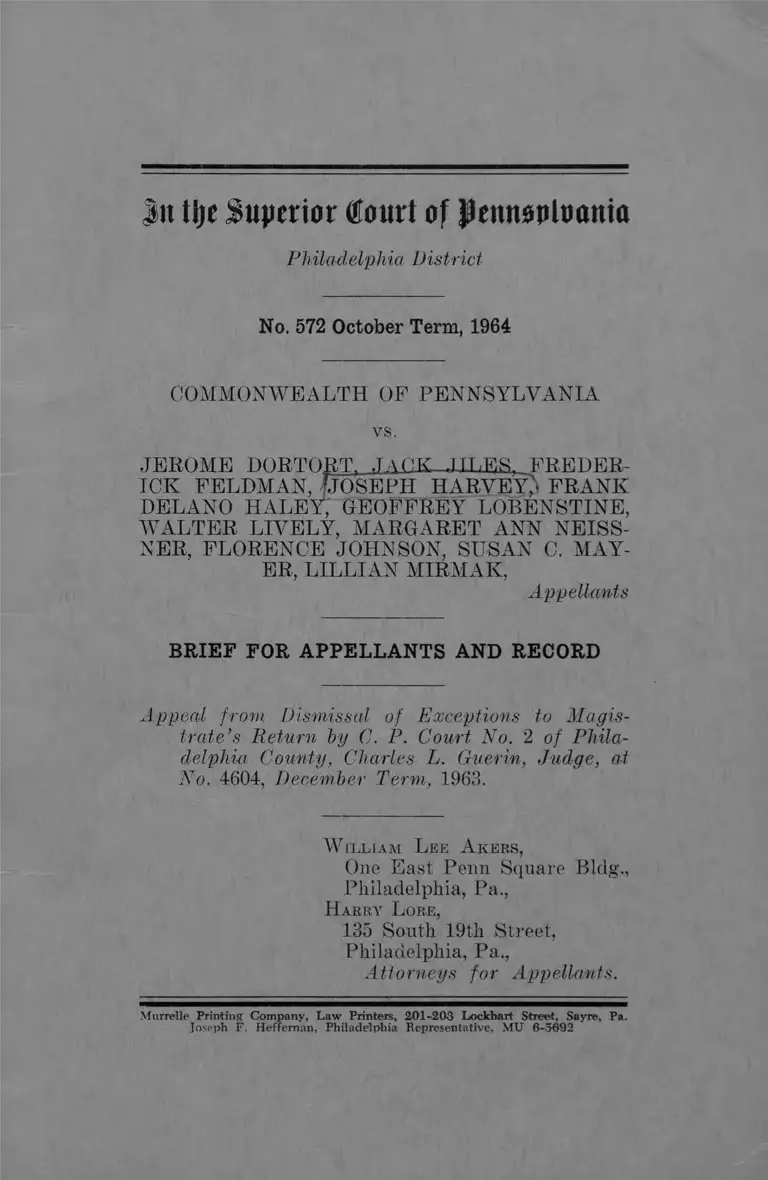 In the Superior Court of Pennsylvania
Philadelphia District
No. 572 October Term, 1964
COMMONWEALTH OF PENNSYLVANIA
vs.
JEROME DORTORT, JACK JILES, FREDER-
ICK FELDMAN, JOSEPH HARVEY, FRANK
DELANO HALEY, GEOFFREY LOBENSTINE,
WALTER LIVELY, MARGARET ANN NEISS-
NER, FLORENCE JOHNSON, SUSAN C. MAY-
ER, LILLIAN MIRMAK,
Appellants
BRIEF FOR APPELLANTS AND RECORD
Appeal from Dismissal of Exceptions to Magis-
trate's Return by C. P. Court No. 2 of Phila-
delphia County, Charles L. Guerin, Judge, at
No. 4604, December Term, 1963.
WILLIAM LEE AKERS,
One East Penn Square Bldg.,
Philadelphia, Pa.,
HARRY LORE,
135 South 19th Street,
Philadelphia, Pa.,
Attorneys for Appellants.
Murrelle Printing Company, Law Printers, 201-203 Lockhart Street, Sayre, Pa.
Joseph F. Heffernan, Philadelphia Representative, MU 6-5692